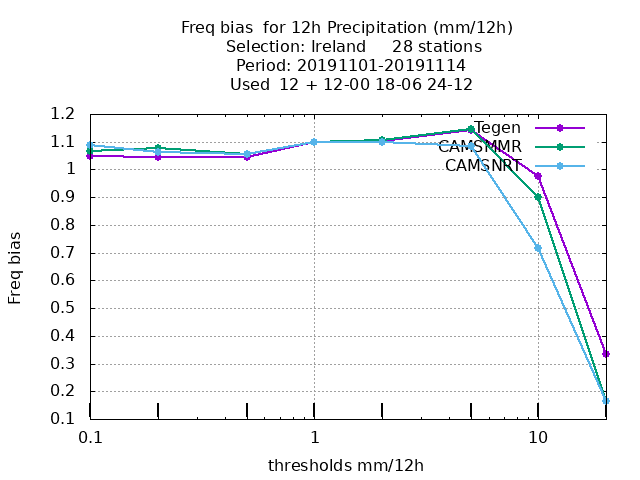 Freq bias  for 12h Precipitation (mm/12h)
Selection: Ireland     28 stations
Period: 20191101-20191114
Used  12 + 12-00 18-06 24-12
1.2
1.1
1
0.9
0.8
0.7
0.6
0.5
0.4
0.3
0.2
0.1
Freq bias
Tegen
CAMSMMR
CAMSNRT
0.1 1 10
thresholds mm/12h